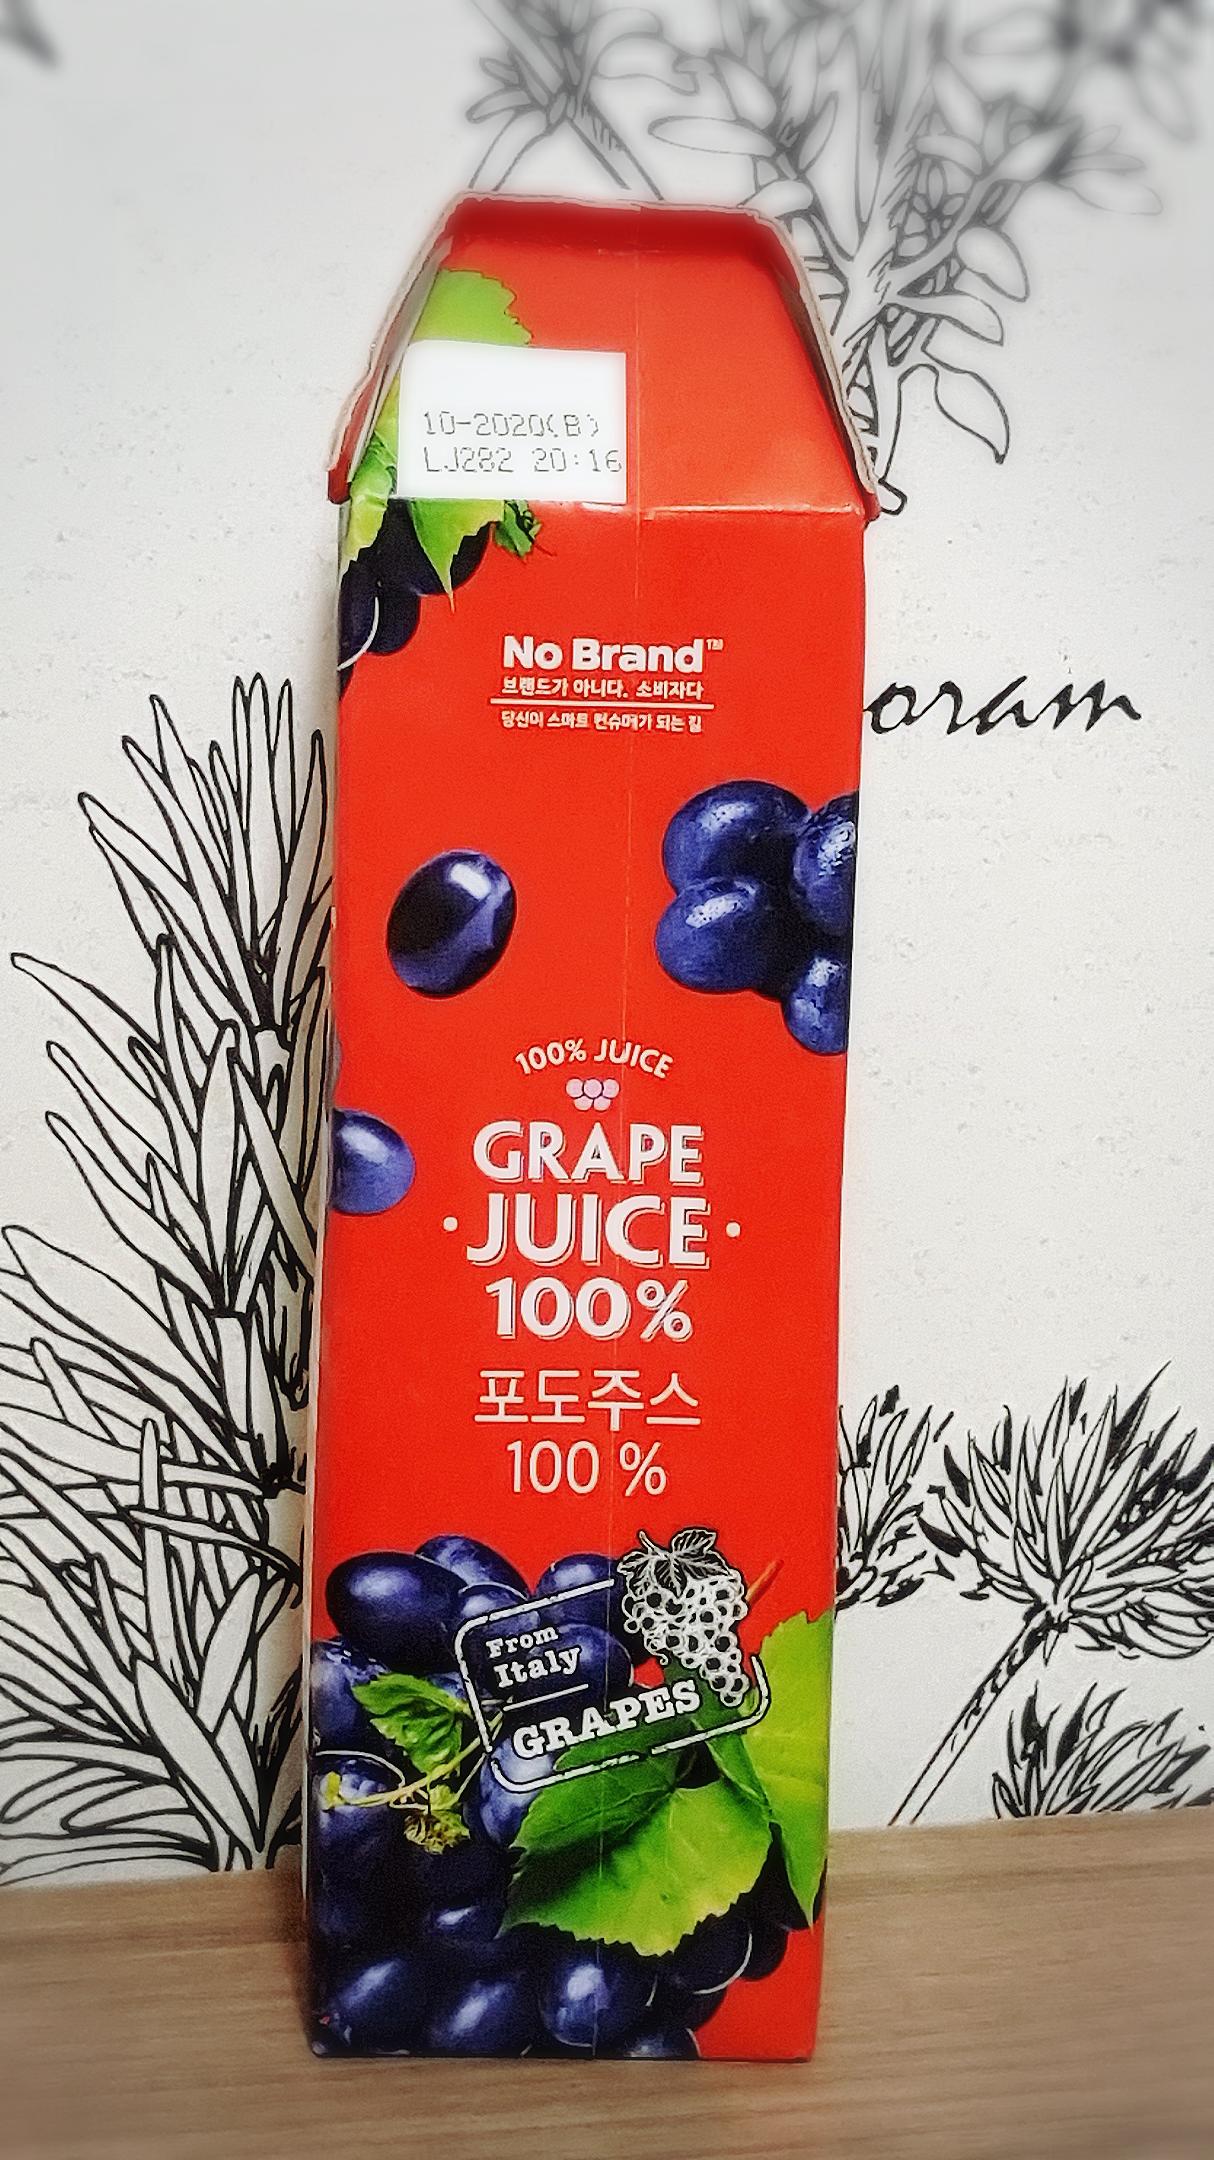 10-2020(B)
LJ282 20:16
No Brand™
브랜드가 아니다. 소비자다
당신이 스마트 컨슈머가 되는 길
oram
100% JUICE
GRAPE
·JUICE·
100%
포도주스
100 %
From
Italy
GRAPES